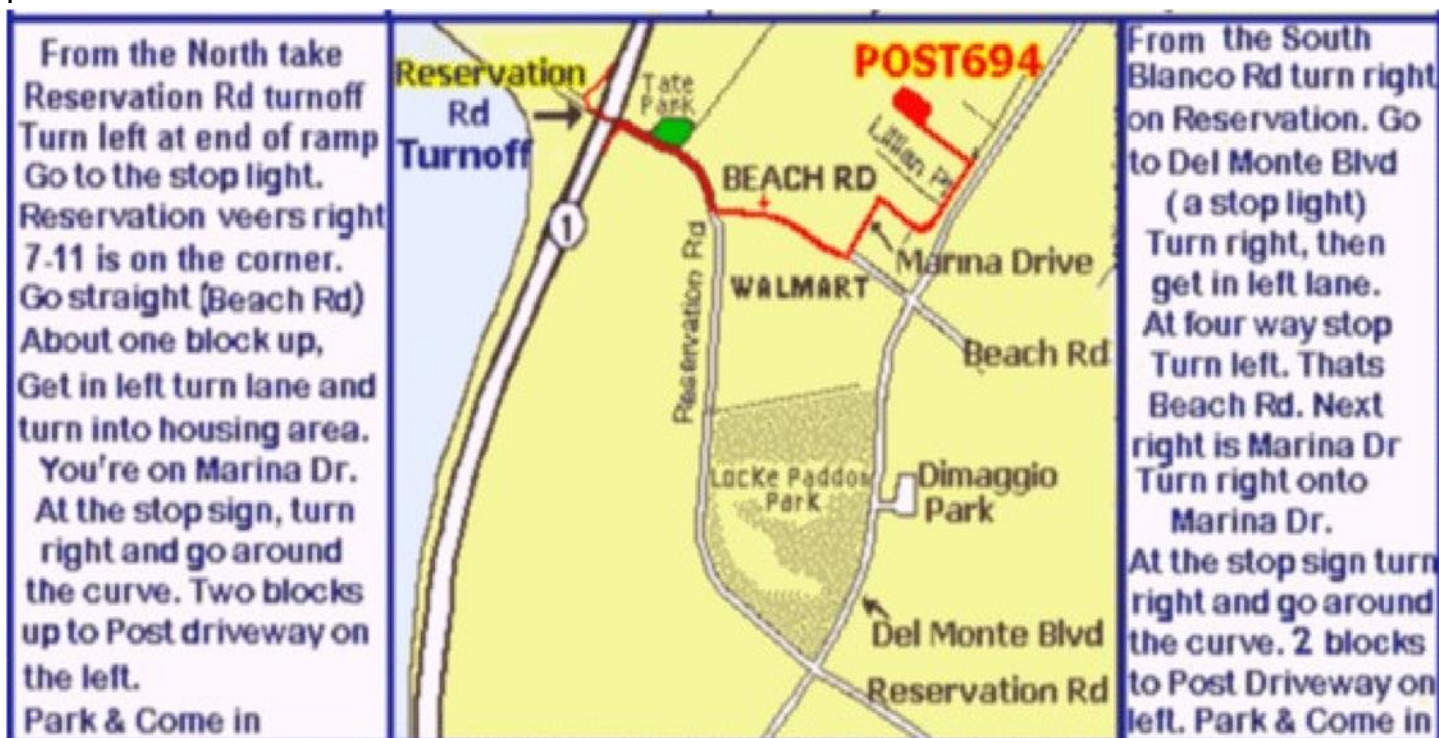 From the North take
Reservation Rd turnoff
Turn left at end of ramp
Go to the stop light.
Reservation veers right
7-11 is on the corner.
Go straight (Beach Rd)
About one block up,
Get in left turn lane and
turn into housing area.
You're on Marina Dr.
At the stop sign, turn
right and go around
the curve. Two blocks
up to Post driveway on
the left.
Park & Come in
Reservation
Rd
Turnoff
Tate
Park
POST694
Lillian Pl
BEACH RD
1
Marina Drive
Reservation Rd
WALMART
Beach Rd
Locke Paddon
Park
Dimaggio
Park
Del Monte Blvd
Reservation Rd
From the South
Blanco Rd turn right
on Reservation. Go
to Del Monte Blvd
( a stop light)
Turn right, then
get in left lane.
At four way stop
Turn left. Thats
Beach Rd. Next
right is Marina Dr
Turn right onto
Marina Dr.
At the stop sign turn
right and go around
the curve. 2 blocks
to Post Driveway on
left. Park & Come in